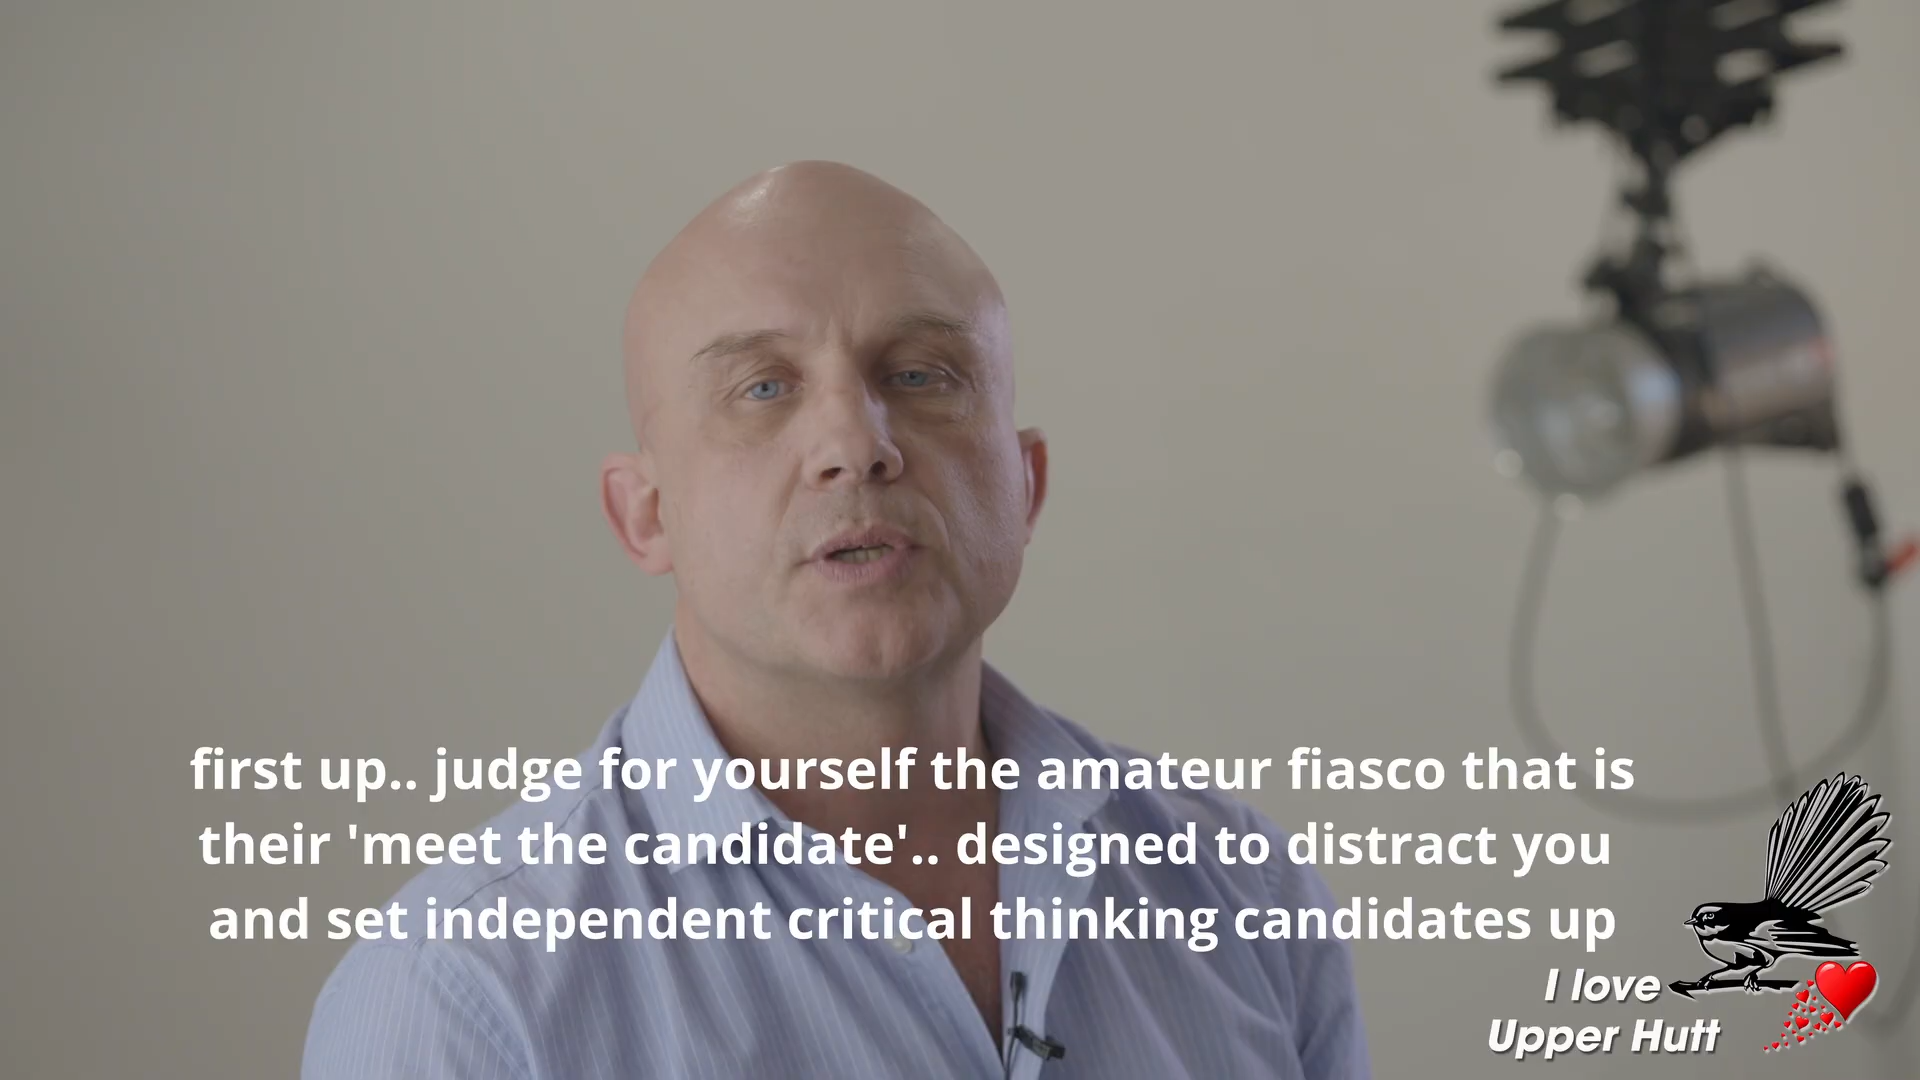 first up.. judge for yourself the amateur fiasco that is
their 'meet the candidate'.. designed to distract you
and set independent critical thinking candidates up
I love
Upper Hutt